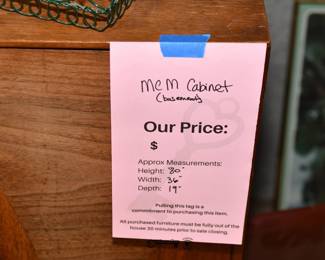 MCM Cabinet
(basement)
Our Price:
$
Approx Measurements:
Height: 80"
Width: 36"
Depth: 19"
Pulling this tag is a
commitment to purchasing this item.
All purchased furniture must be fully out of the
house 30 minutes prior to sale closing.